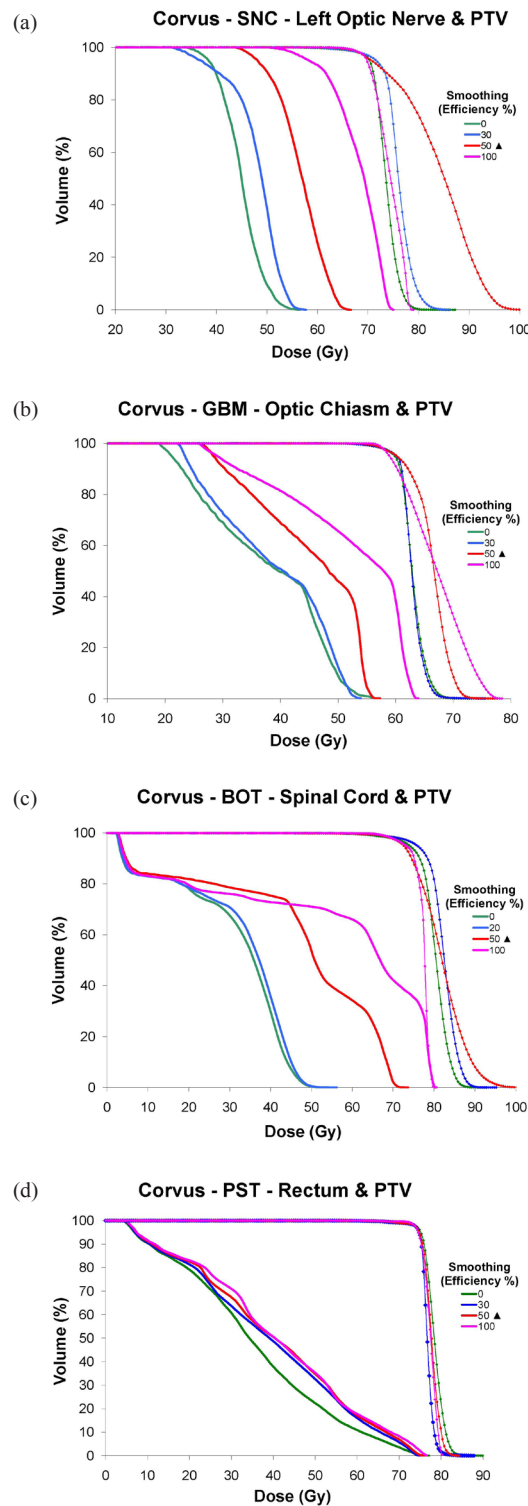 (a)
Corvus - SNC - Left Optic Nerve & PTV
100
80
60
40
20
0
Volume (%)
Smoothing
(Efficiency %)
0
30
50 ▲
100
20 30 40 50 60 70 80 90 100
Dose (Gy)
(b)
Corvus - GBM - Optic Chiasm & PTV
100
80
60
40
20
0
Volume (%)
Smoothing
(Efficiency %)
0
30
50 ▲
100
10 20 30 40 50 60 70 80
Dose (Gy)
(c)
Corvus - BOT - Spinal Cord & PTV
100
80
60
40
20
0
Volume (%)
Smoothing
(Efficiency %)
0
20
50 ▲
100
0 10 20 30 40 50 60 70 80 90 100
Dose (Gy)
(d)
Corvus - PST - Rectum & PTV
100
90
80
70
60
50
40
30
20
10
0
Volume (%)
Smoothing
(Efficiency %)
0
30
50 ▲
100
0 10 20 30 40 50 60 70 80 90
Dose (Gy)